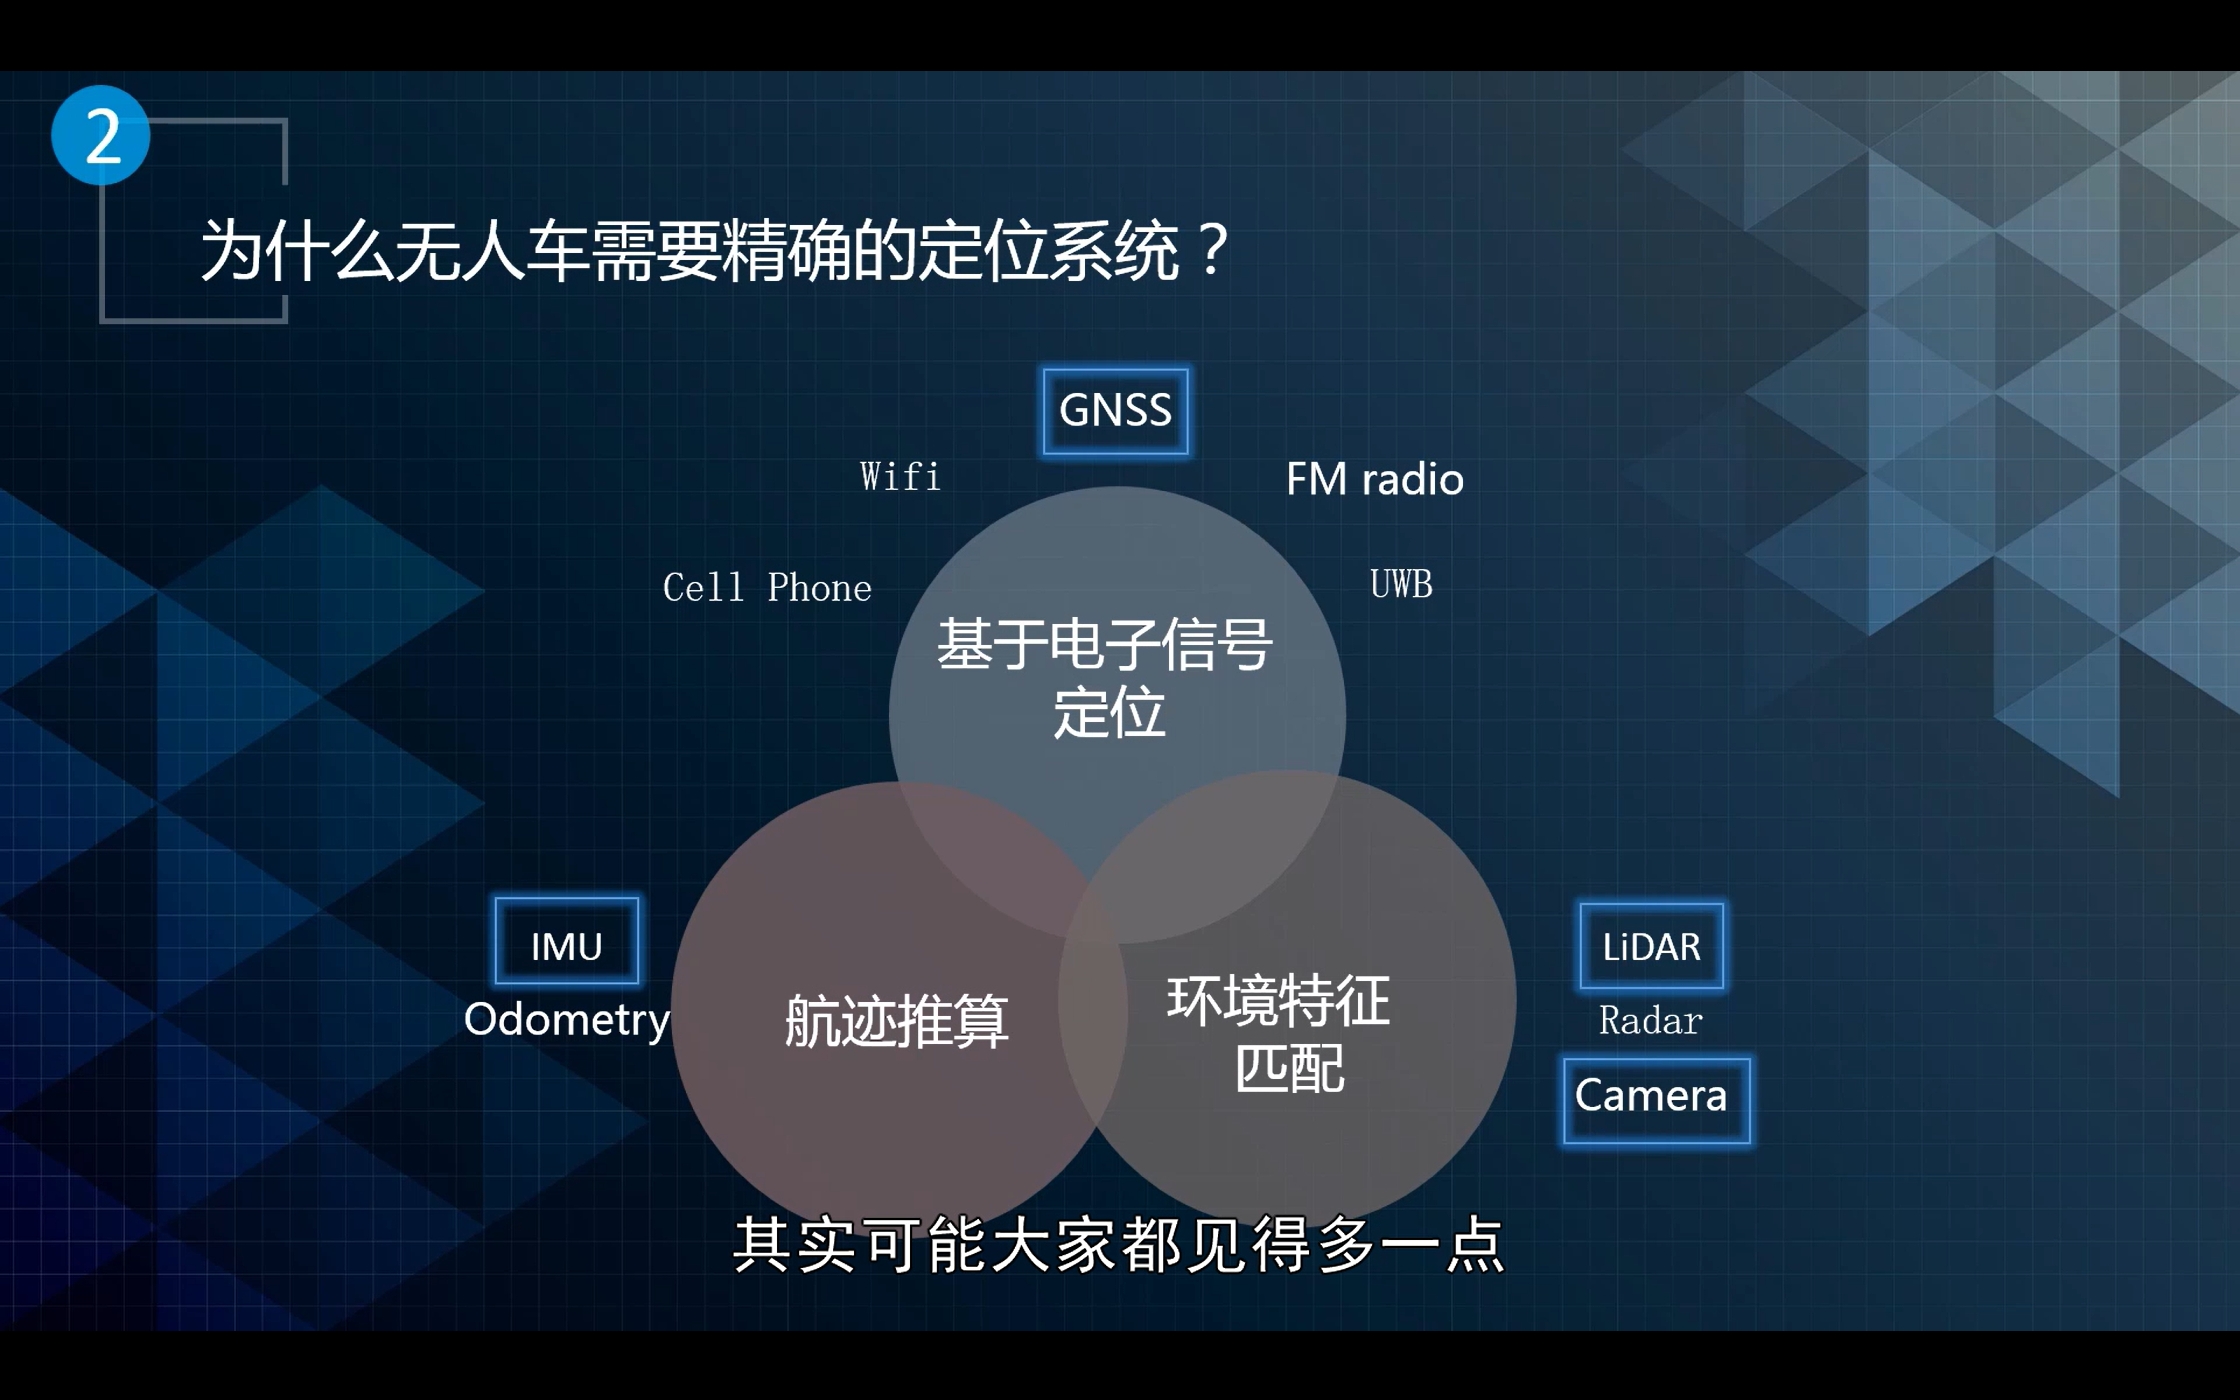 2
为什么无人车需要精确的定位系统？
GNSS
Wifi
FM radio
Cell Phone
UWB
基于电子信号
定位
IMU
Odometry
航迹推算
环境特征
匹配
LiDAR
Radar
Camera
其实可能大家都见得多一点